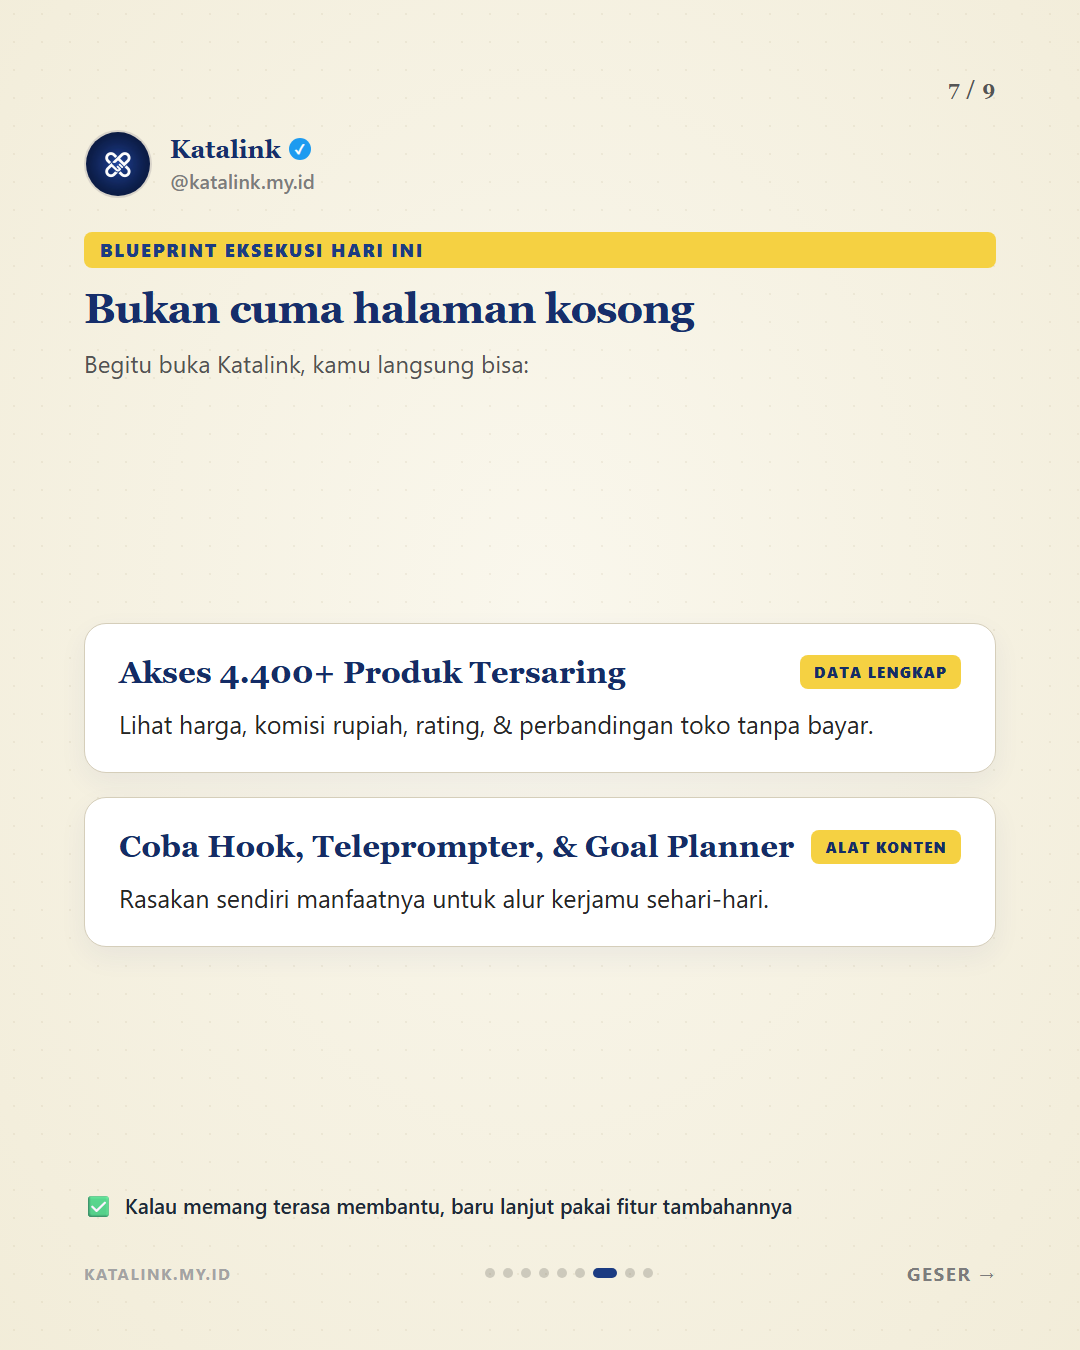 7 / 9
Katalink
@katalink.my.id
BLUEPRINT EKSEKUSI HARI INI
Bukan cuma halaman kosong
Begitu buka Katalink, kamu langsung bisa:
Akses 4.400+ Produk Tersaring
DATA LENGKAP
Lihat harga, komisi rupiah, rating, & perbandingan toko tanpa bayar.
Coba Hook, Teleprompter, & Goal Planner
ALAT KONTEN
Rasakan sendiri manfaatnya untuk alur kerjamu sehari-hari.
✅ Kalau memang terasa membantu, baru lanjut pakai fitur tambahannya
KATALINK.MY.ID
GESER →